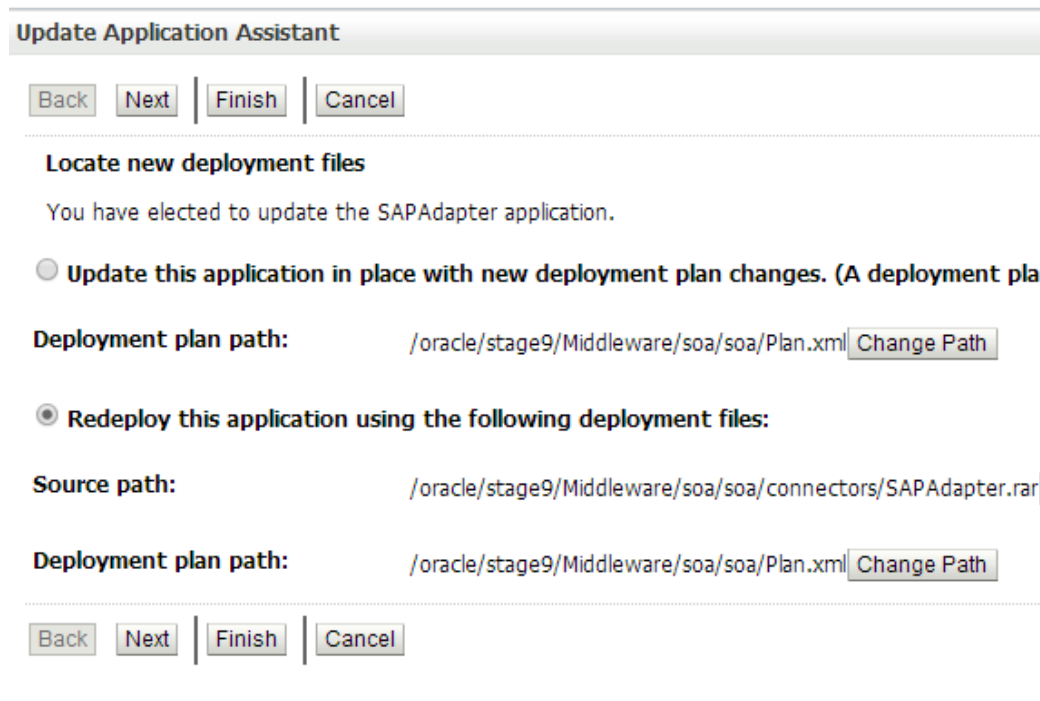 Update Application Assistant
Back Next Finish Cancel
Locate new deployment files
You have elected to update the SAPAdapter application.
Update this application in place with new deployment plan changes. (A deployment pla
Deployment plan path: /oracle/stage9/Middleware/soa/soa/Plan.xml Change Path
Redeploy this application using the following deployment files:
Source path: /oracle/stage9/Middleware/soa/soa/connectors/SAPAdapter.rar
Deployment plan path: /oracle/stage9/Middleware/soa/soa/Plan.xml Change Path
Back Next Finish Cancel